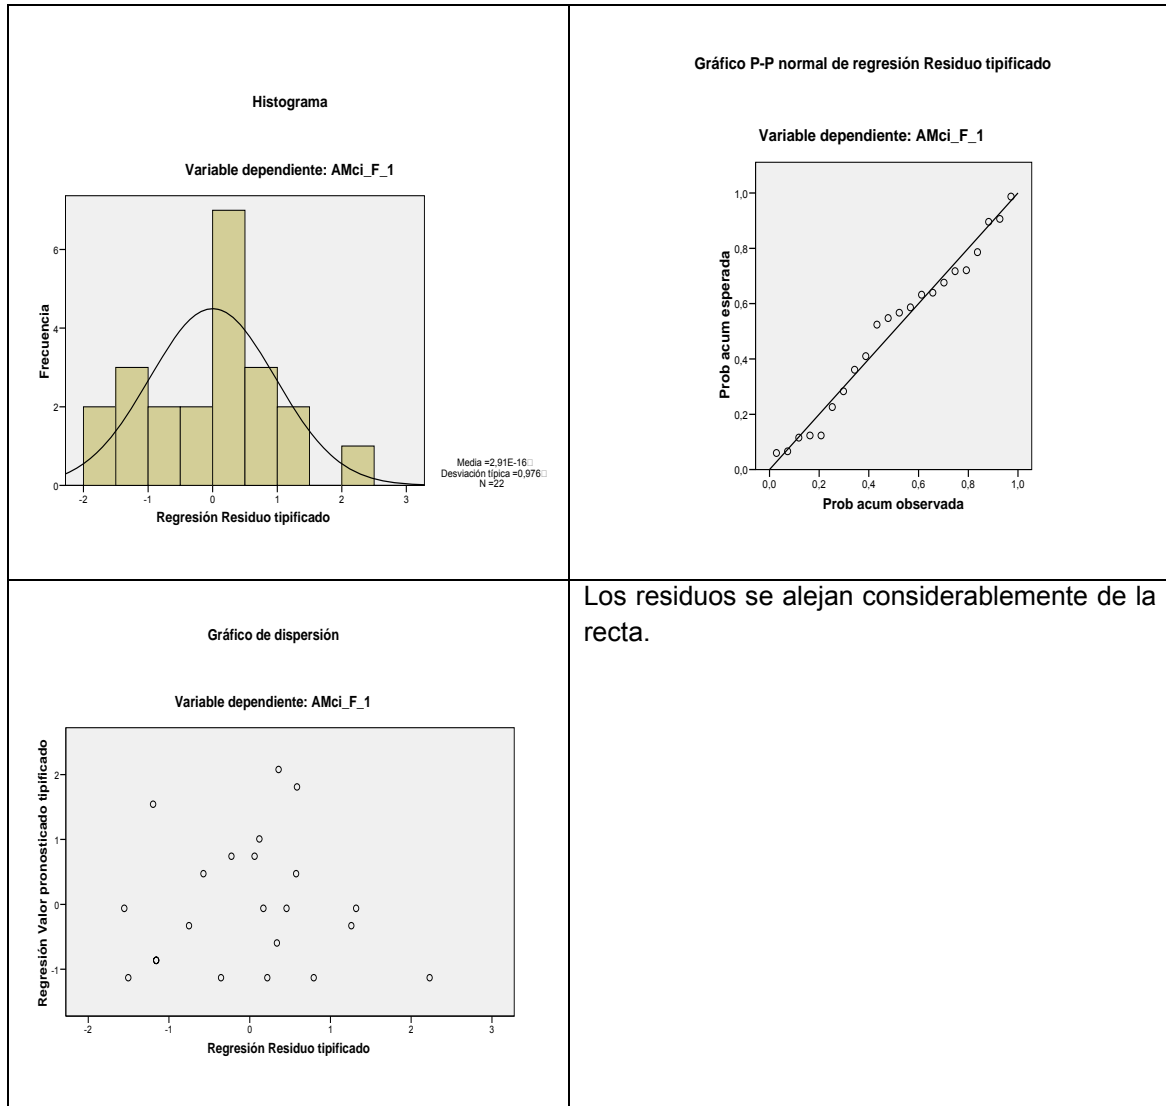 Histograma
Variable dependiente: AMci_F_1
Frecuencia
6
4
2
0
-2 -1 0 1 2 3
Regresión Residuo tipificado
Media =2,91E-16
Desviación típica =0,976
N =22
Gráfico P-P normal de regresión Residuo tipificado
Variable dependiente: AMci_F_1
Prob acum esperada
1,0
0,8
0,6
0,4
0,2
0,0
0,0 0,2 0,4 0,6 0,8 1,0
Prob acum observada
Gráfico de dispersión
Variable dependiente: AMci_F_1
Regresión Valor pronosticado tipificado
2
1
0
-1
-2 -1 0 1 2 3
Regresión Residuo tipificado
Los residuos se alejan considerablemente de la
recta.